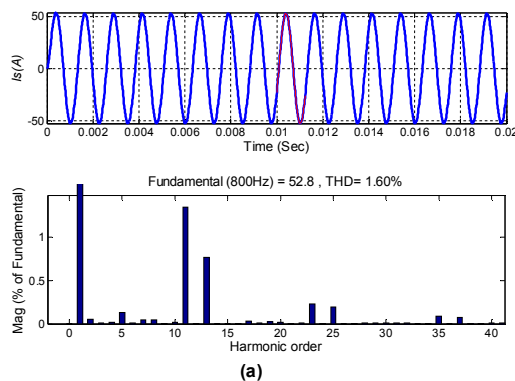 Is(A)
50
0
-50
0 0.002 0.004 0.006 0.008 0.01 0.012 0.014 0.016 0.018 0.02
Time (Sec)
Fundamental (800Hz) = 52.8 , THD= 1.60%
Mag (% of Fundamental)
1
0.5
0
0 5 10 15 20 25 30 35 40
Harmonic order
(a)